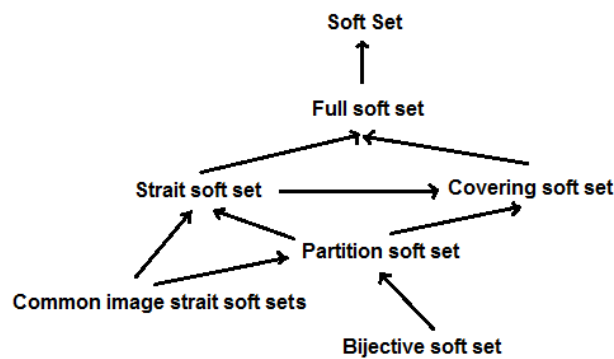 Soft Set
Full soft set
Strait soft set
Covering soft set
Partition soft set
Common image strait soft sets
Bijective soft set